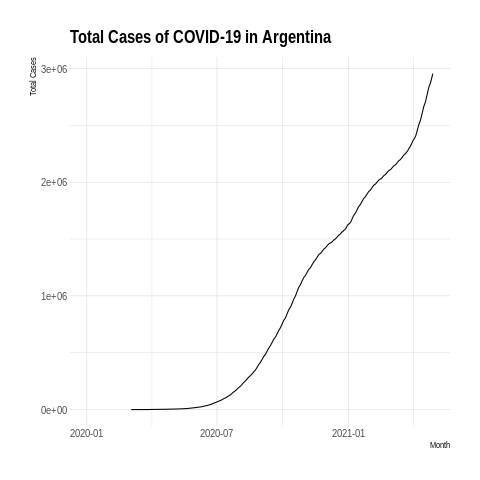 Total Cases of COVID-19 in Argentina
Total Cases
3e+06
2e+06
1e+06
0e+00
2020-01 2020-07 2021-01
Month